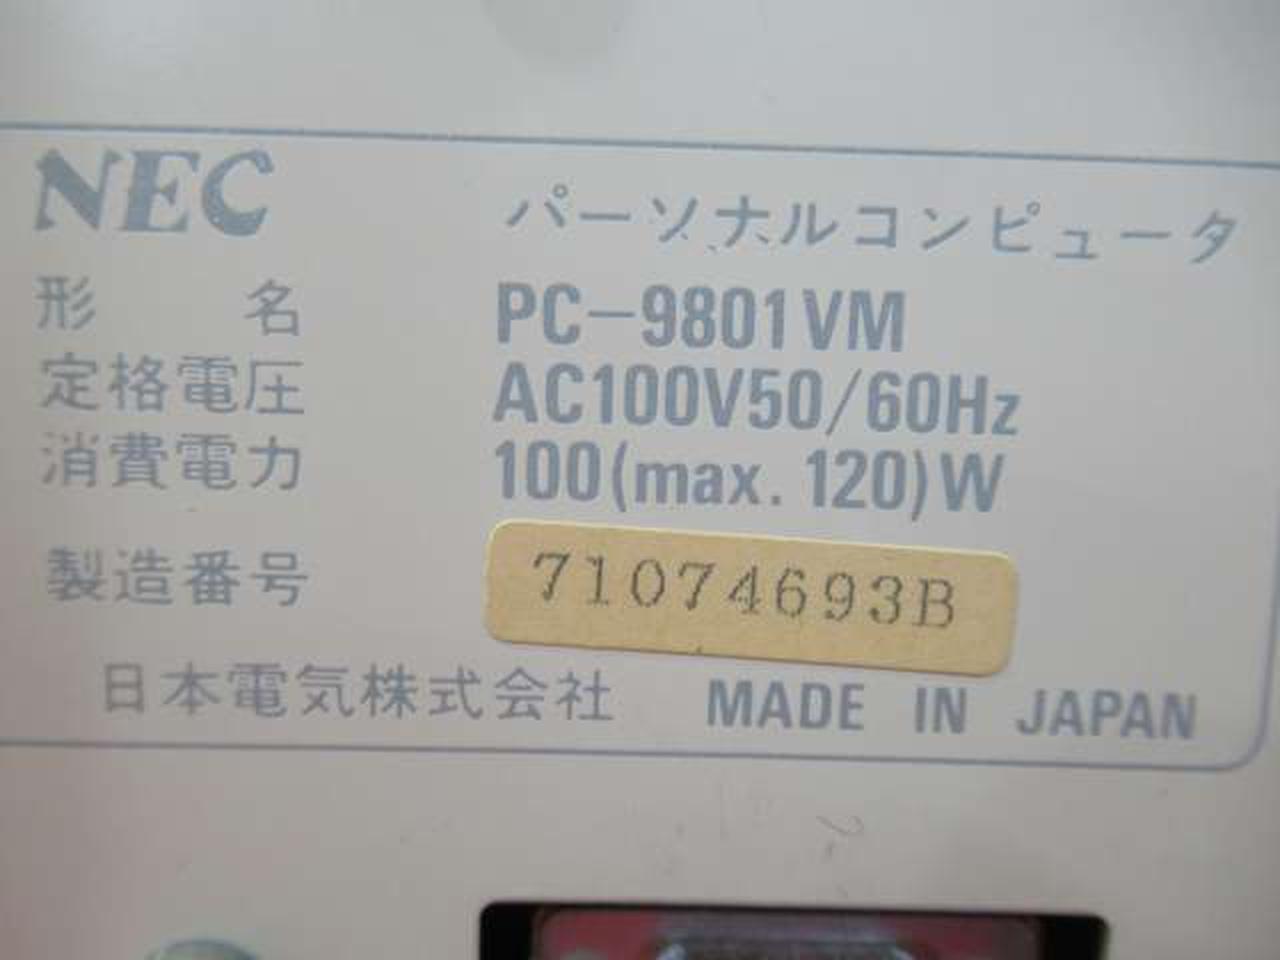 NEC パーソナルコンピュータ
形名 PC-9801VM
定格電圧 AC100V50/60Hz
消費電力 100(max. 120)W
製造番号 71074693B
日本電気株式会社 MADE IN JAPAN